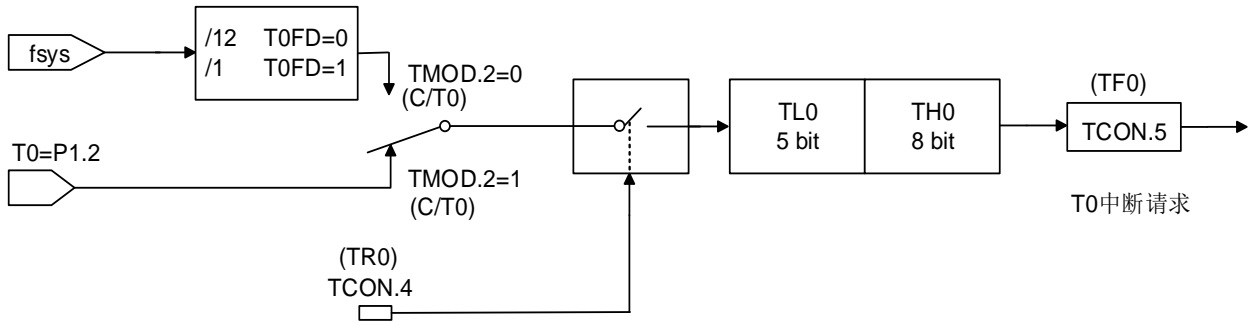 fsys
/12 T0FD=0
/1 T0FD=1
TMOD.2=0
(C/T0)
T0=P1.2
TMOD.2=1
(C/T0)
(TR0)
TCON.4
TL0
5 bit
TH0
8 bit
(TF0)
TCON.5
T0中断请求